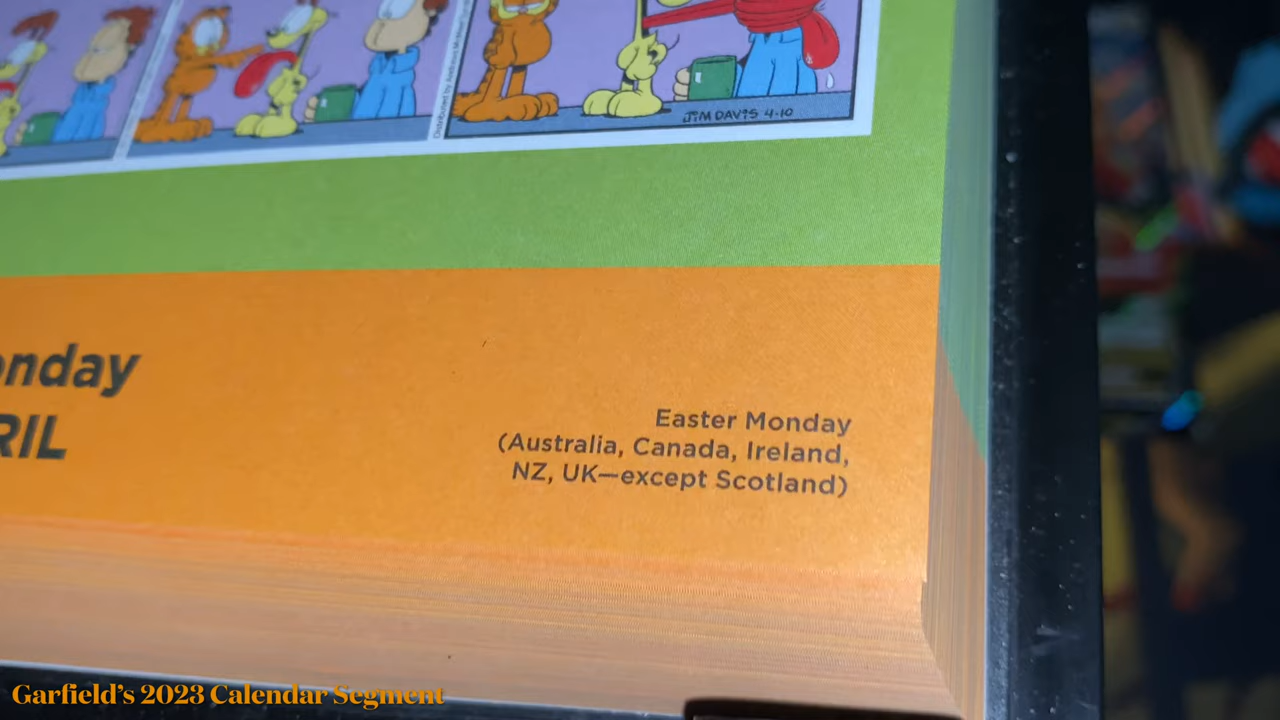 JIM DAVIS 4-10
onday
RIL
Easter Monday
(Australia, Canada, Ireland,
NZ, UK—except Scotland)
Garfield's 2023 Calendar Segment